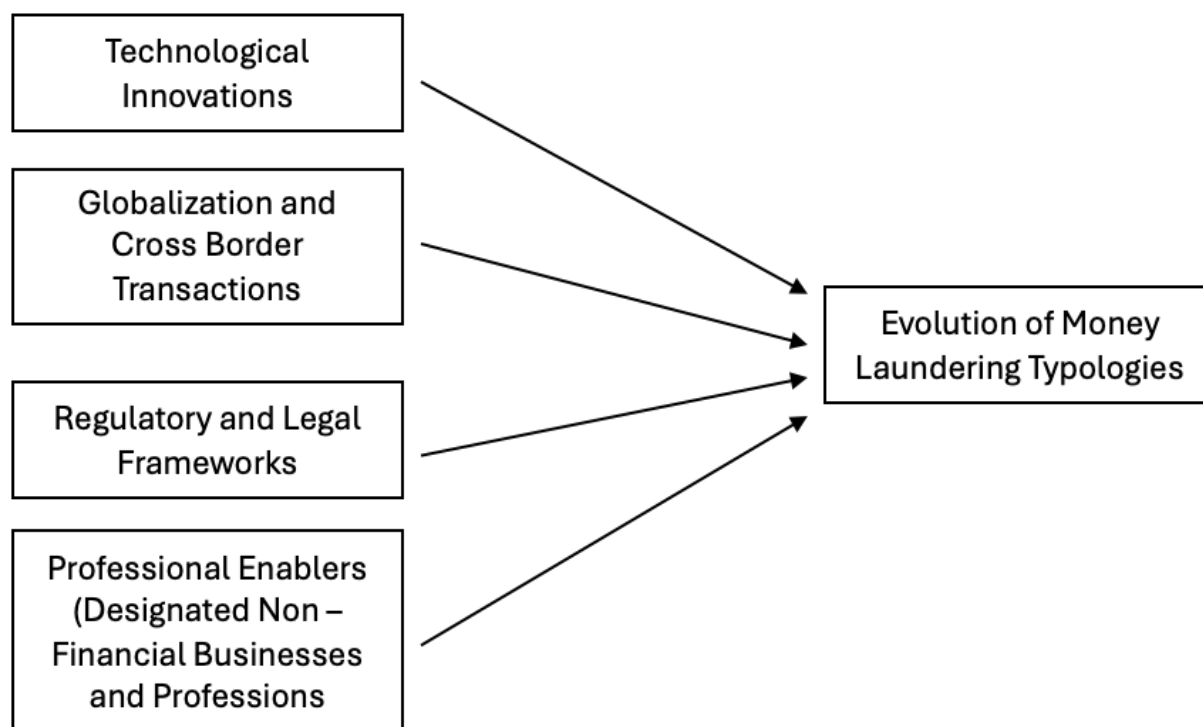 Technological
Innovations
Globalization and
Cross Border
Transactions
Regulatory and Legal
Frameworks
Professional Enablers
(Designated Non –
Financial Businesses
and Professions
Evolution of Money
Laundering Typologies